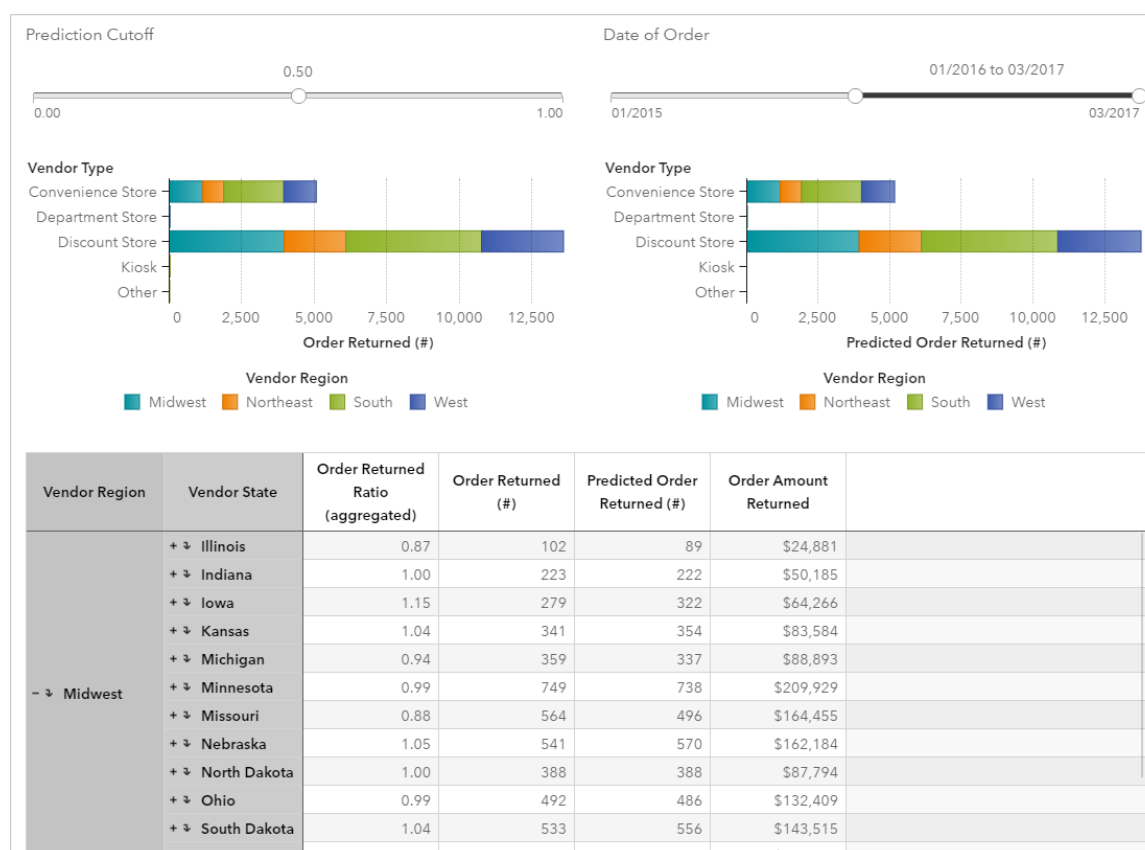 Prediction Cutoff
0.50
0.00 1.00
Date of Order
01/2016 to 03/2017
01/2015 03/2017
Vendor Type
Convenience Store
Department Store
Discount Store
Kiosk
Other
0 2,500 5,000 7,500 10,000 12,500
Order Returned (#)
Vendor Region
Midwest Northeast South West
Vendor Type
Convenience Store
Department Store
Discount Store
Kiosk
Other
0 2,500 5,000 7,500 10,000 12,500
Predicted Order Returned (#)
Vendor Region
Midwest Northeast South West
Vendor Region Vendor State Order Returned Ratio (aggregated) Order Returned (#) Predicted Order Returned (#) Order Amount Returned
Midwest
+ Illinois 0.87 102 89 $24,881
+ Indiana 1.00 223 222 $50,185
+ Iowa 1.15 279 322 $64,266
+ Kansas 1.04 341 354 $83,584
+ Michigan 0.94 359 337 $88,893
+ Minnesota 0.99 749 738 $209,929
+ Missouri 0.88 564 496 $164,455
+ Nebraska 1.05 541 570 $162,184
+ North Dakota 1.00 388 388 $87,794
+ Ohio 0.99 492 486 $132,409
+ South Dakota 1.04 533 556 $143,515